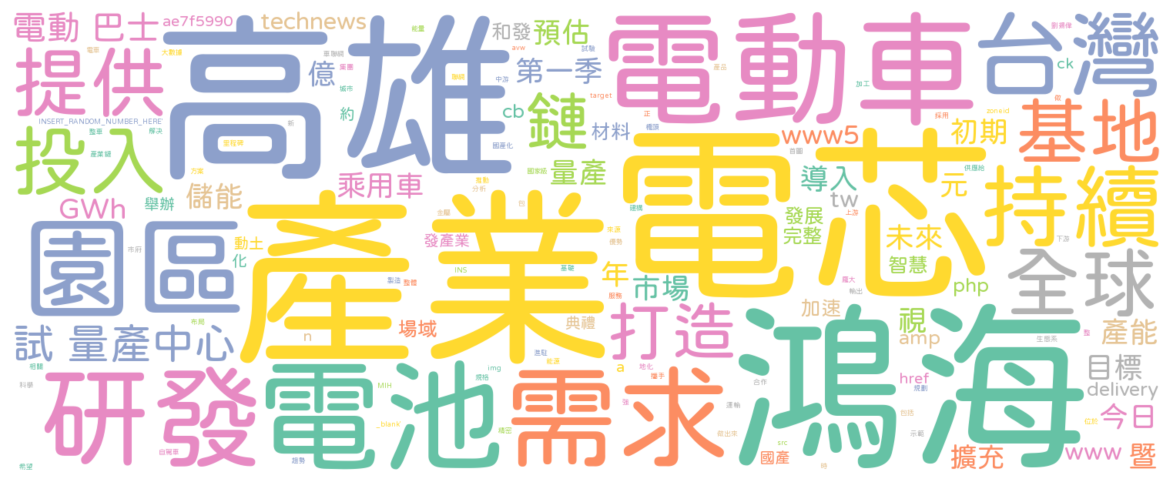 電動 巴士
ae7f5990
technews
和發
預估
電動車
台灣
高雄
提供
億
第一季
ck
約
cb
鏈
材料
www5
初期
基地
INSERT_RANDOM_NUMBER_HERE
投入
電芯
儲能
乘用車
量產
導入
tw
元
持續
GWh
舉辦
發展
完整
未來
智慧
園區
動土
化
產業
發產業
年
市場
php
全球
試 量產中心
n
場域
典禮
打造
鴻海
加速
視
amp
產能
研發
電池
需求
img
MIH
a
href
目標
delivery
今日
www
國產
擴充
暨
target
zone.d
INS
_blank
src